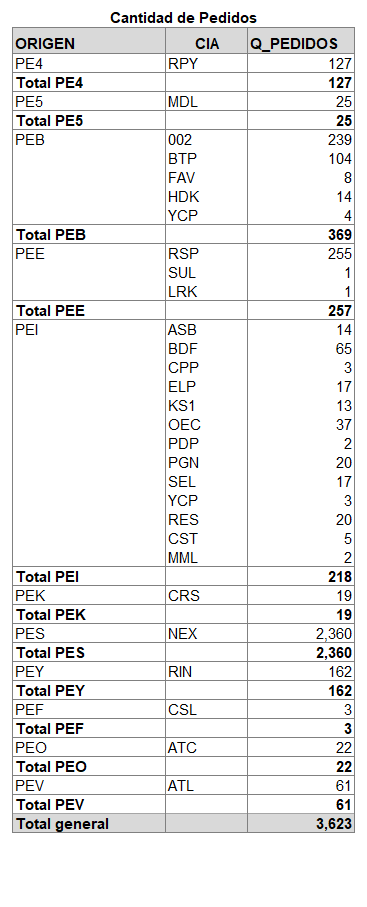 Cantidad de Pedidos
ORIGEN CIA Q_PEDIDOS
PE4 RPY 127
Total PE4 127
PE5 MDL 25
Total PE5 25
PEB 002 239
BTP 104
FAV 8
HDK 14
YCP 4
Total PEB 369
PEE RSP 255
SUL 1
LRK 1
Total PEE 257
PEI ASB 14
BDF 65
CPP 3
ELP 17
KS1 13
OEC 37
PDP 2
PGN 20
SEL 17
YCP 3
RES 20
CST 5
MML 2
Total PEI 218
PEK CRS 19
Total PEK 19
PES NEX 2,360
Total PES 2,360
PEY RIN 162
Total PEY 162
PEF CSL 3
Total PEF 3
PEO ATC 22
Total PEO 22
PEV ATL 61
Total PEV 61
Total general 3,623